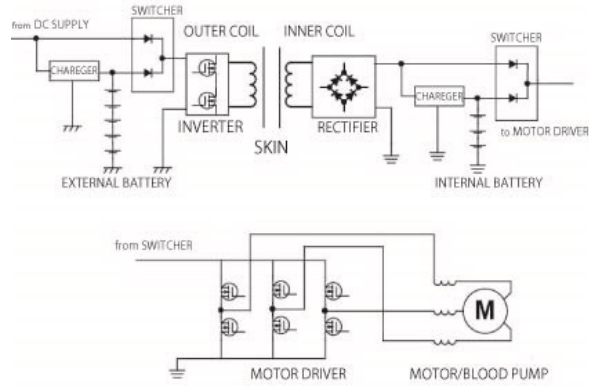 SWITCHER
from DC SUPPLY
OUTER COIL
INNER COIL
SWITCHER
CHAREGER
CHAREGER
INVERTER
RECTIFIER
SKIN
to MOTOR DRIVER
EXTERNAL BATTERY
INTERNAL BATTERY
from SWITCHER
M
MOTOR DRIVER
MOTOR/BLOOD PUMP